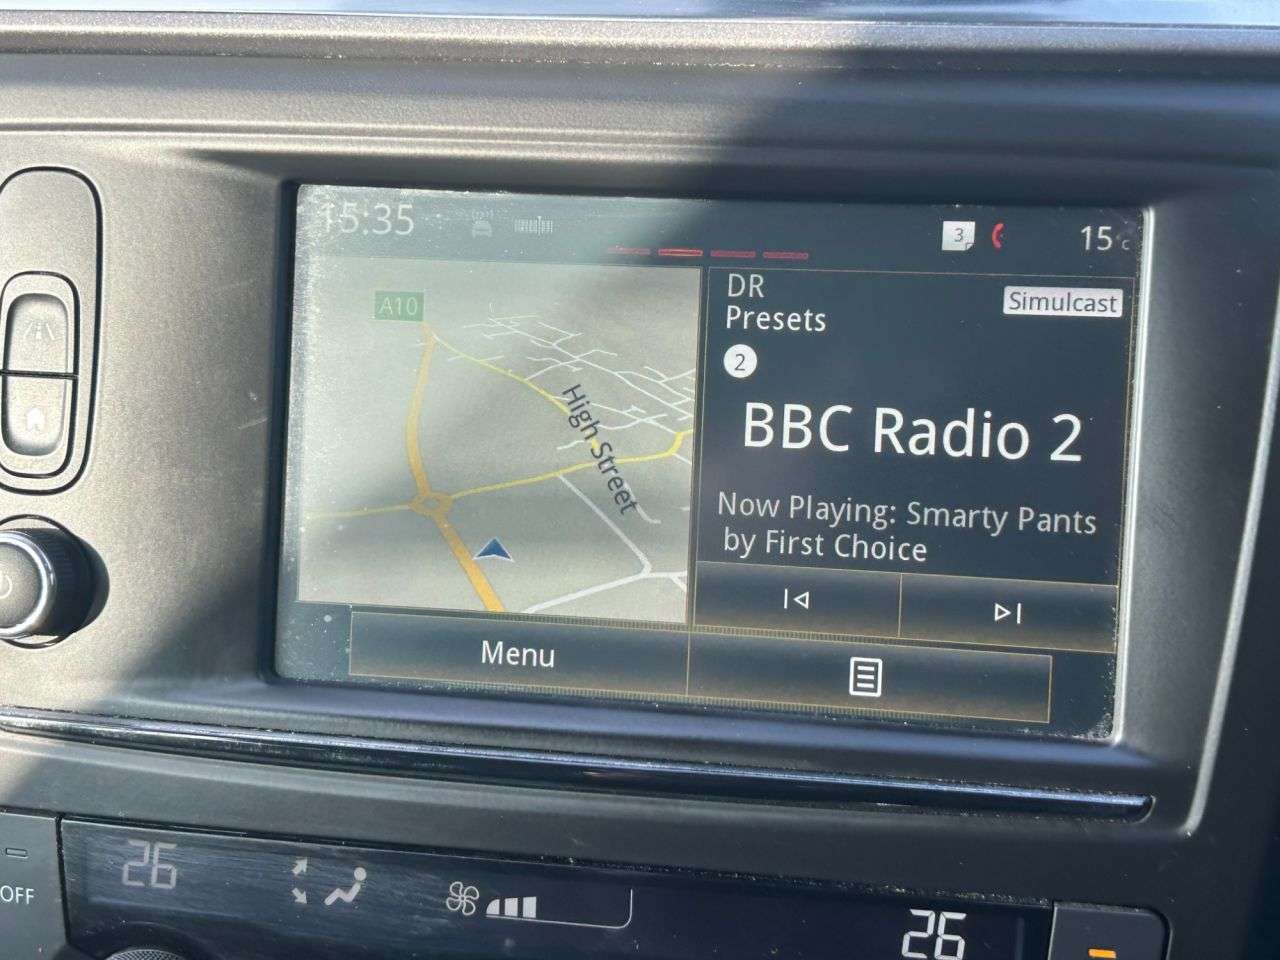 15:35
3
15°c
A10
High Street
DR
Presets
Simulcast
2
BBC Radio 2
Now Playing: Smarty Pants
by First Choice
Menu
OFF
26
26